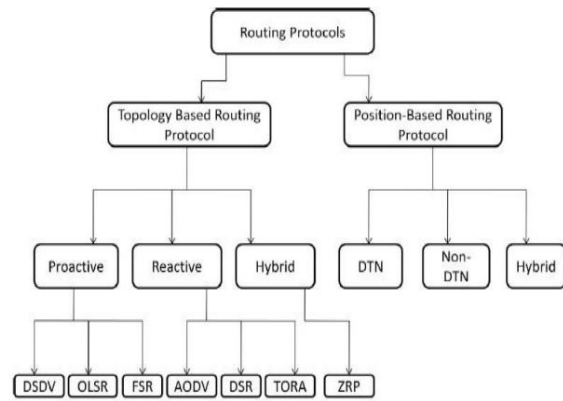 Routing Protocols
Topology Based Routing
Protocol
Position-Based Routing
Protocol
Proactive
Reactive
Hybrid
DTN
Non-
DTN
Hybrid
DSDV
OLSR
FSR
AODV
DSR
TORA
ZRP